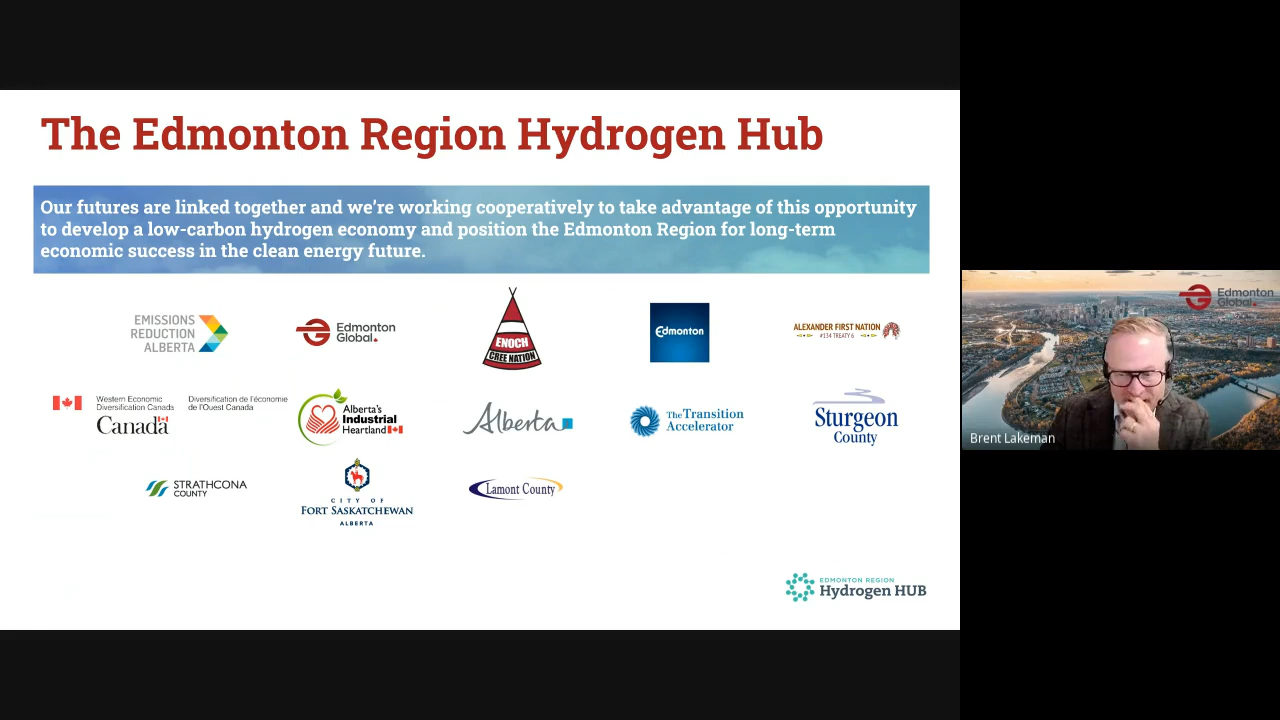 The Edmonton Region Hydrogen Hub
Our futures are linked together and we're working cooperatively to take advantage of this opportunity
to develop a low-carbon hydrogen economy and position the Edmonton Region for long-term
economic success in the clean energy future.
EMISSIONS
REDUCTION
ALBERTA
Edmonton
Global
ENOCH
CREE NATION
Edmonton
ALEXANDER FIRST NATION
#134 TREATY 6
Western Economic
Diversification Canada
Diversification de l'économie
de l'Ouest Canada
Canada
Alberta's
Industrial
Heartland
Alberta
The Transition
Accelerator
Sturgeon
County
STRATHCONA
COUNTY
CITY OF
FORT SASKATCHEWAN
ALBERTA
Lamont County
EDMONTON REGION
Hydrogen HUB
Edmonton
Global
Brent Lakeman